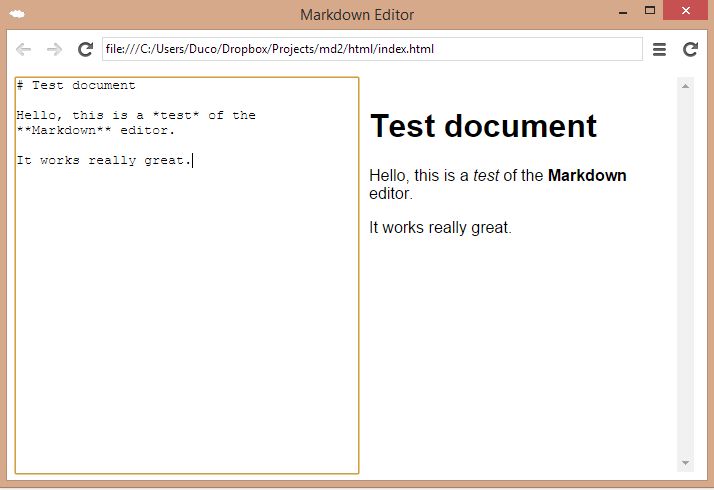 Markdown Editor
file:///C:/Users/Duco/Dropbox/Projects/md2/html/index.html
# Test document
Hello, this is a *test* of the
**Markdown** editor.
It works really great.
Test document
Hello, this is a test of the Markdown
editor.
It works really great.